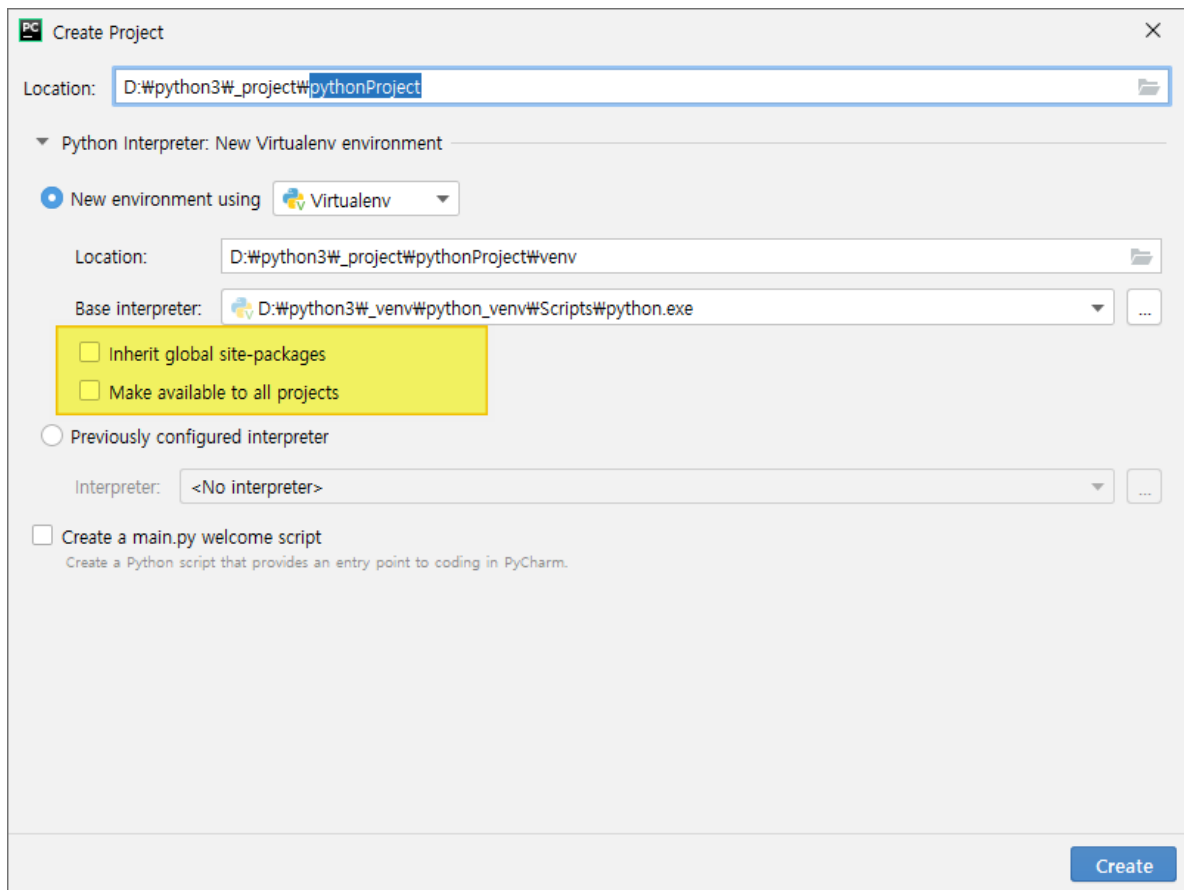 PC Create Project
Location: D:₩python3₩_project₩pythonProject
Python Interpreter: New Virtualenv environment
New environment using Virtualenv
Location: D:₩python3₩_project₩pythonProject₩venv
Base interpreter: D:₩python3₩_venv₩python_venv₩Scripts₩python.exe ...
Inherit global site-packages
Make available to all projects
Previously configured interpreter
Interpreter: <No interpreter> ...
Create a main.py welcome script
Create a Python script that provides an entry point to coding in PyCharm.
Create